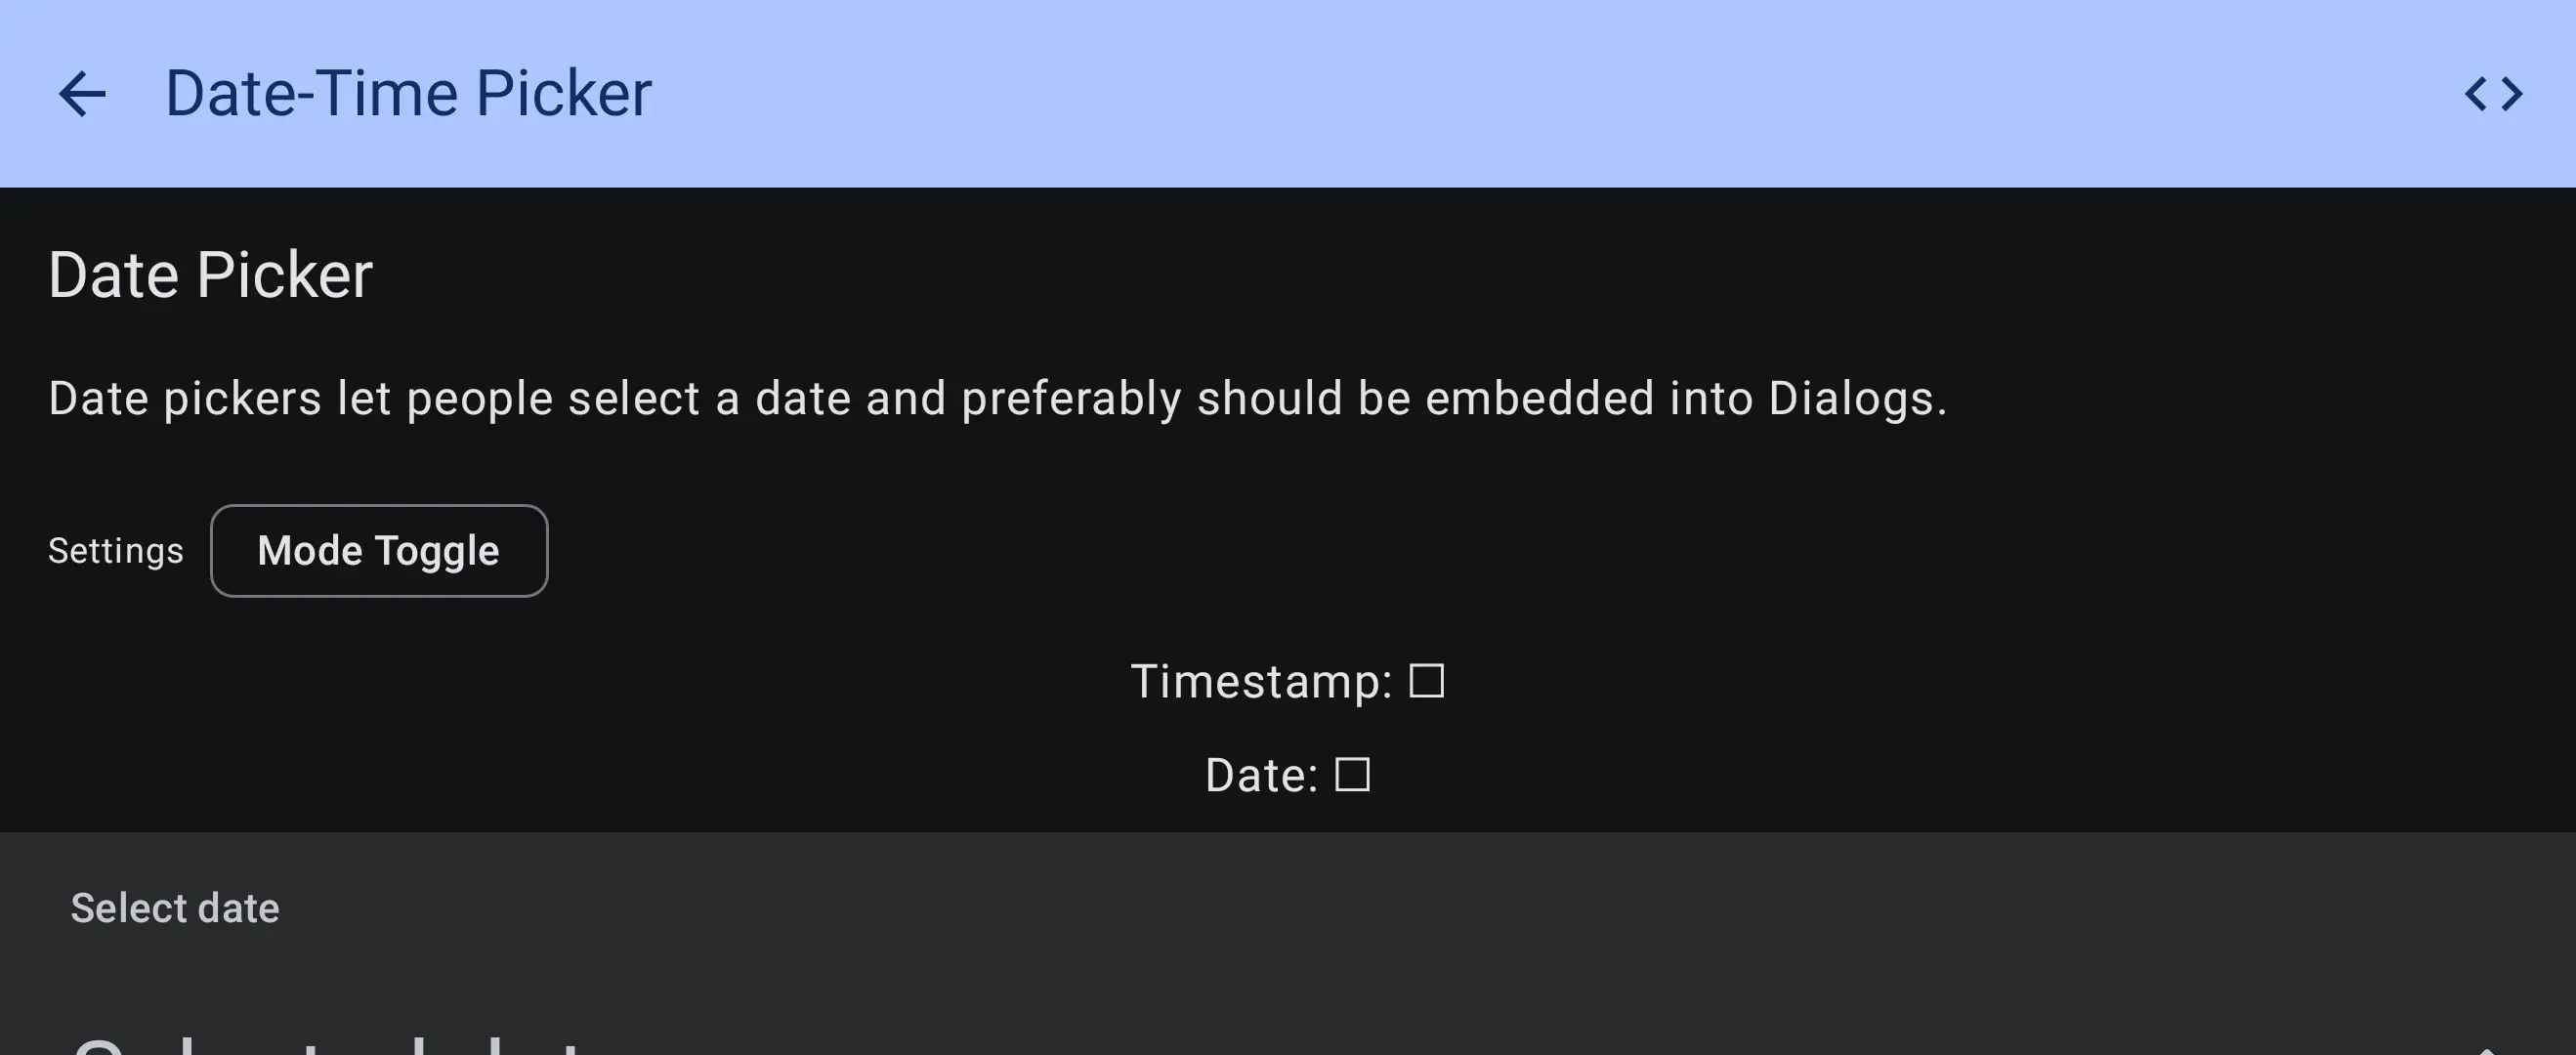 Date-Time Picker
Date Picker
Date pickers let people select a date and preferably should be embedded into Dialogs.
Settings Mode Toggle
Timestamp: □
Date: □
Select date